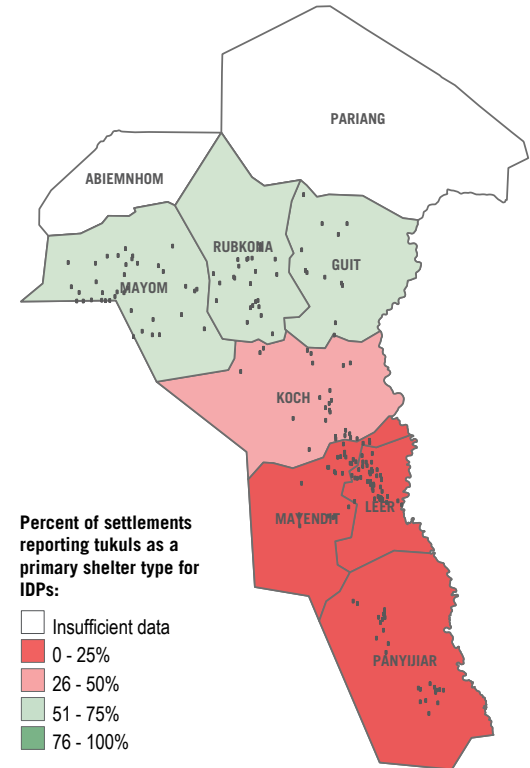 PARIANG
ABIEMNHOM
RUBKONA
GUIT
MAYOM
KOCH
MAYENDIT
LEER
PANYIJIAR
Percent of settlements
reporting tukuls as a
primary shelter type for
IDPs:
Insufficient data
0 - 25%
26 - 50%
51 - 75%
76 - 100%